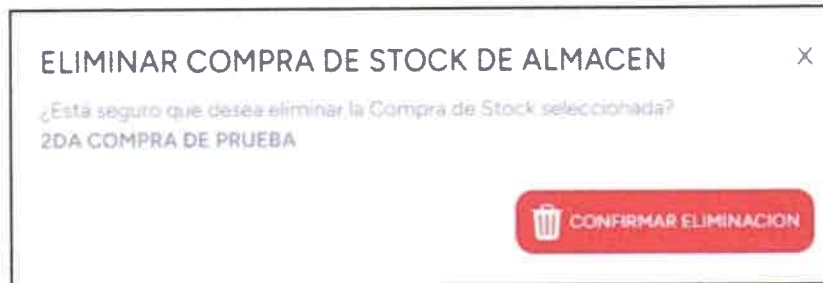 ELIMINAR COMPRA DE STOCK DE ALMACEN X
¿Está seguro que desea eliminar la Compra de Stock seleccionada?
2DA COMPRA DE PRUEBA
CONFIRMAR ELIMINACION